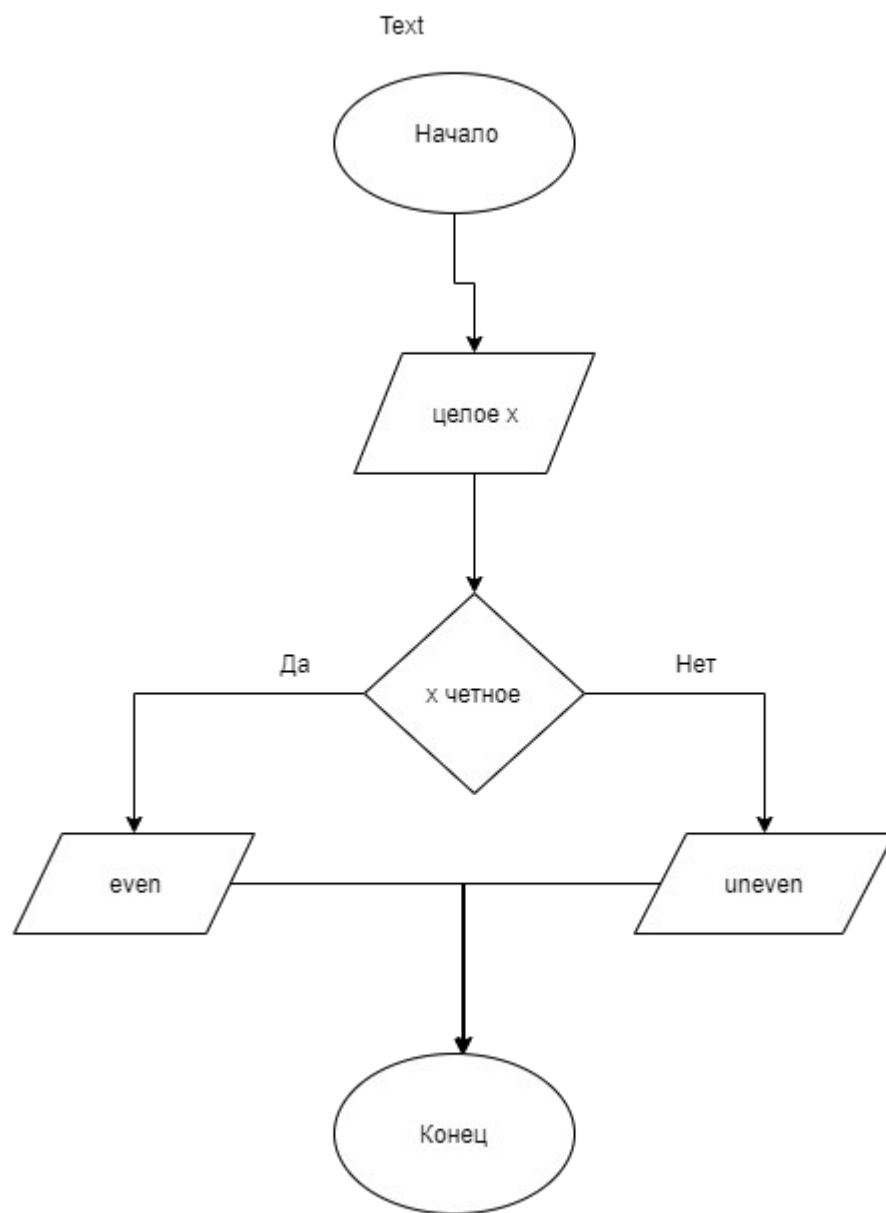 Text
Начало
целое x
Да
Нет
x четное
even
uneven
Конец